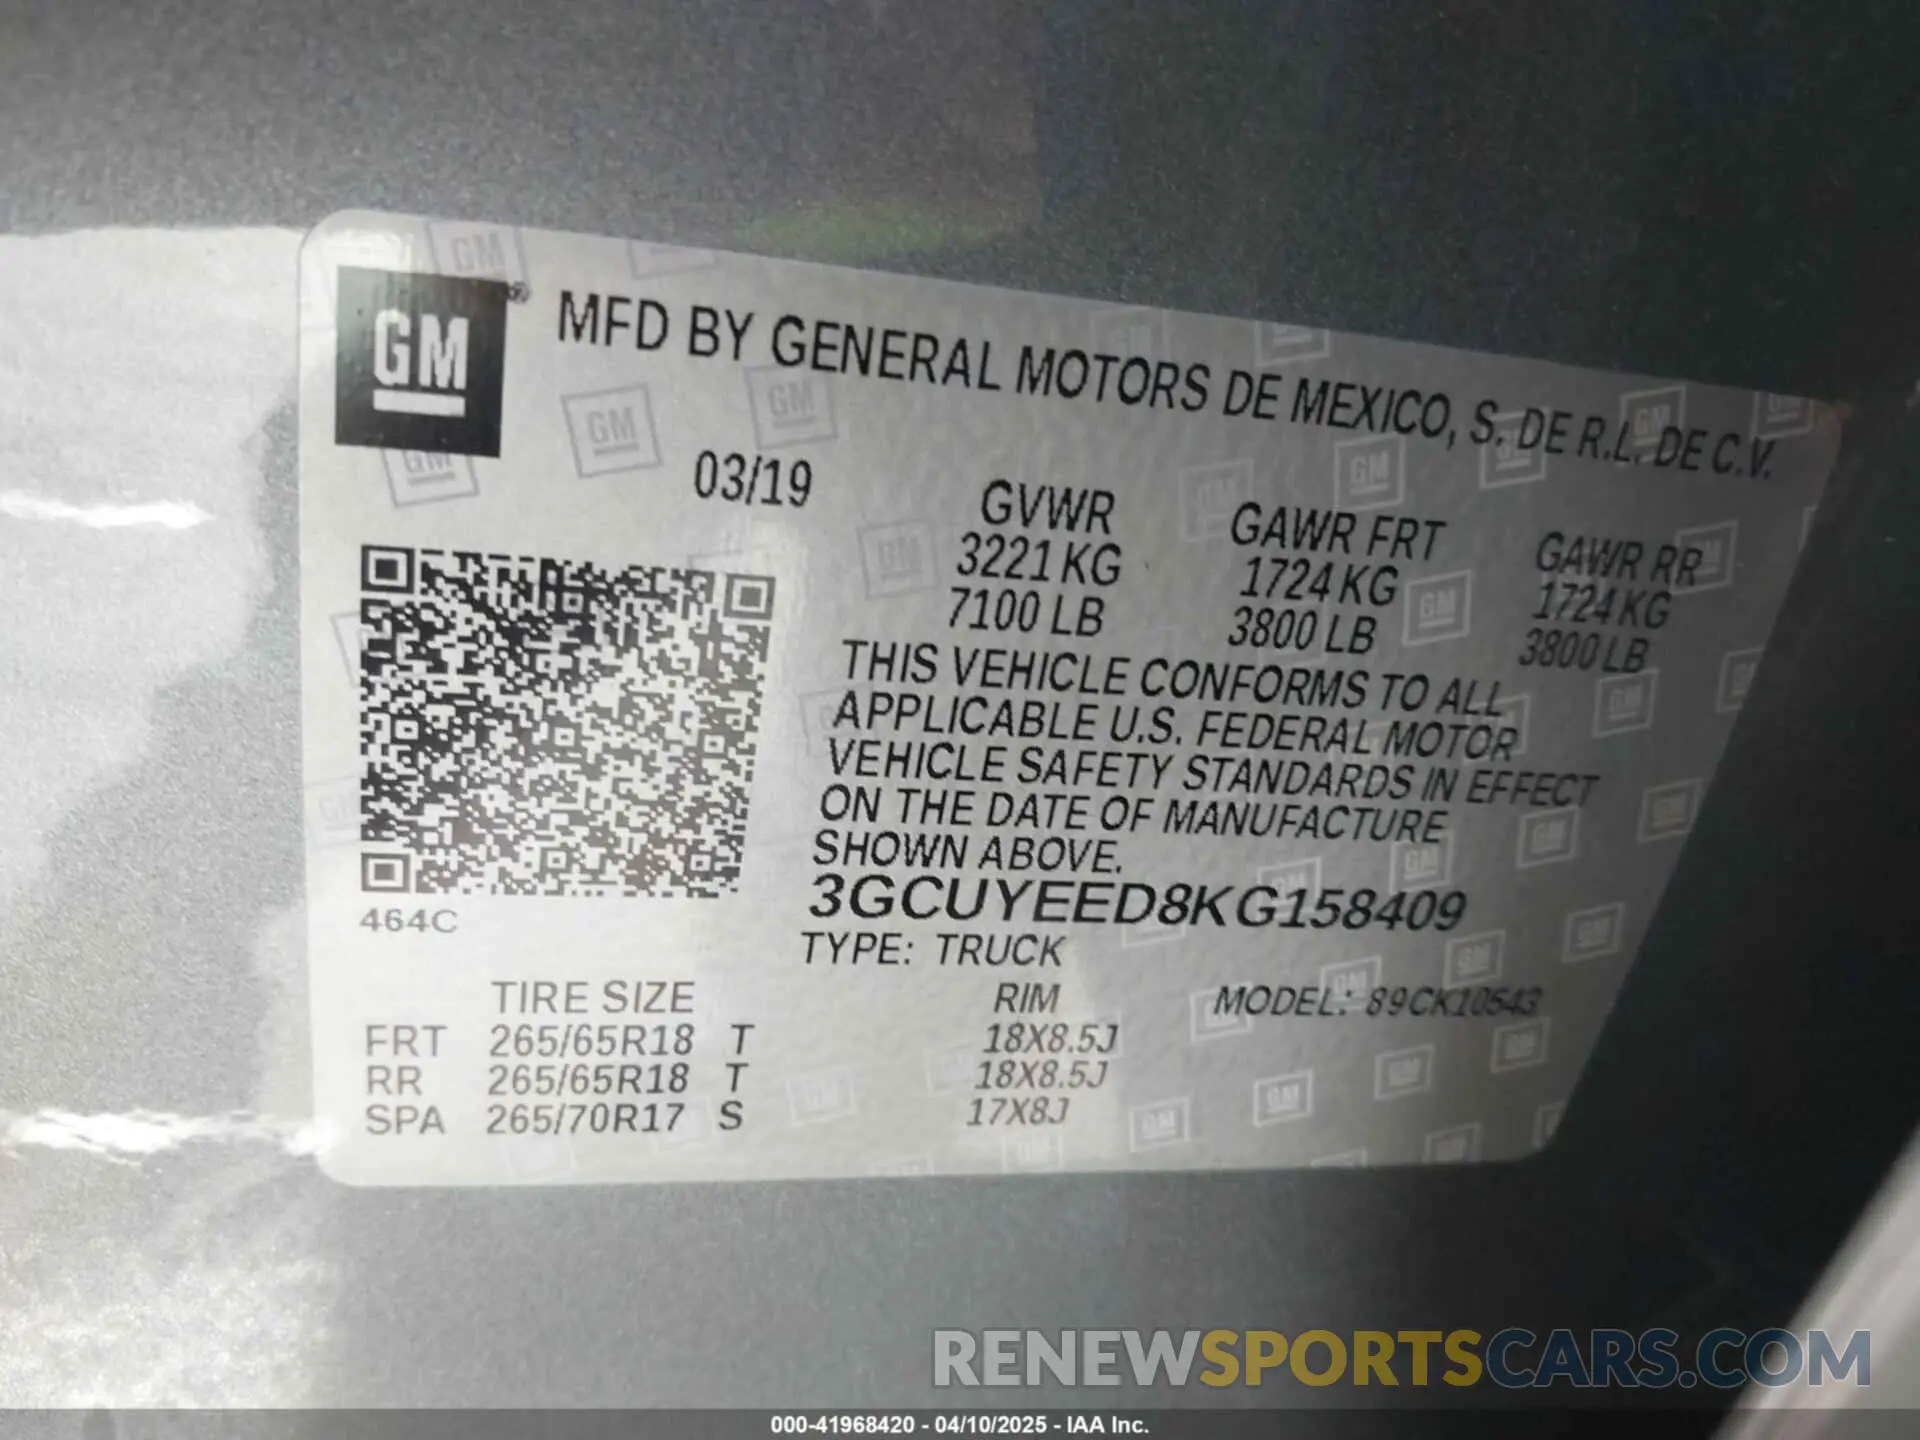 GM®
MFD BY GENERAL MOTORS DE MEXICO, S. DE R.L. DE C.V.
03/19
GVWR GAWR FRT GAWR RR
3221 KG 1724 KG 1724 KG
7100 LB 3800 LB 3800 LB
THIS VEHICLE CONFORMS TO ALL
APPLICABLE U.S. FEDERAL MOTOR
VEHICLE SAFETY STANDARDS IN EFFECT
ON THE DATE OF MANUFACTURE
SHOWN ABOVE.
3GCUYEED8KG158409
464C
TYPE: TRUCK
TIRE SIZE RIM MODEL: 89CK10543
FRT 265/65R18 T 18X8.5J
RR 265/65R18 T 18X8.5J
SPA 265/70R17 S 17X8J
RENEWSPORTSCARS.COM
000-41968420 - 04/10/2025 - IAA Inc.